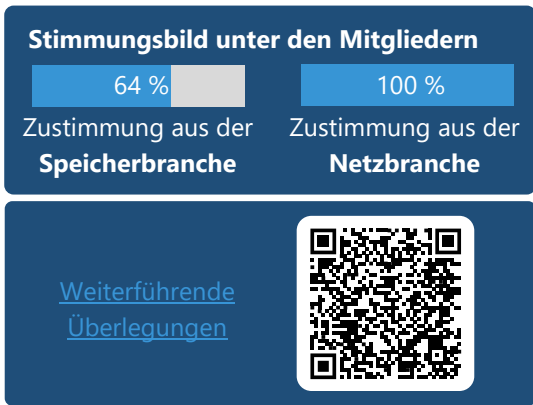 Stimmungsbild unter den Mitgliedern
64 % 100 %
Zustimmung aus der Zustimmung aus der
Speicherbranche Netzbranche
Weiterführende
Überlegungen